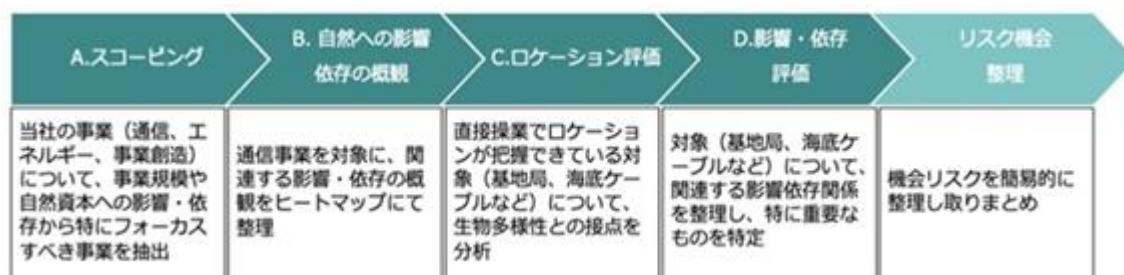 A.スコーピング
B. 自然への影響
依存の概観
C.ロケーション評価
D.影響・依存
評価
リスク機会
整理
当社の事業（通信、エ
ネルギー、事業創造）
について、事業規模や
自然資本への影響・依
存から特にフォーカス
すべき事業を抽出
通信事業を対象に、関
連する影響・依存の概
観をヒートマップにて
整理
直接操業でロケーショ
ンが把握できている対
象（基地局、海底ケー
ブルなど）について、
生物多様性との接点を
分析
対象（基地局、海底ケ
ーブルなど）について、
関連する影響依存関係
を整理し、特に重要な
ものを特定
機会リスクを簡易的に
整理し取りまとめ